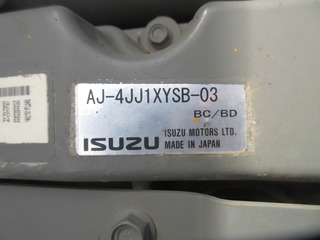 AJ-4JJ1XYSB-03
BC/BD
ISUZU
ISUZU MOTORS LTD.
MADE IN JAPAN